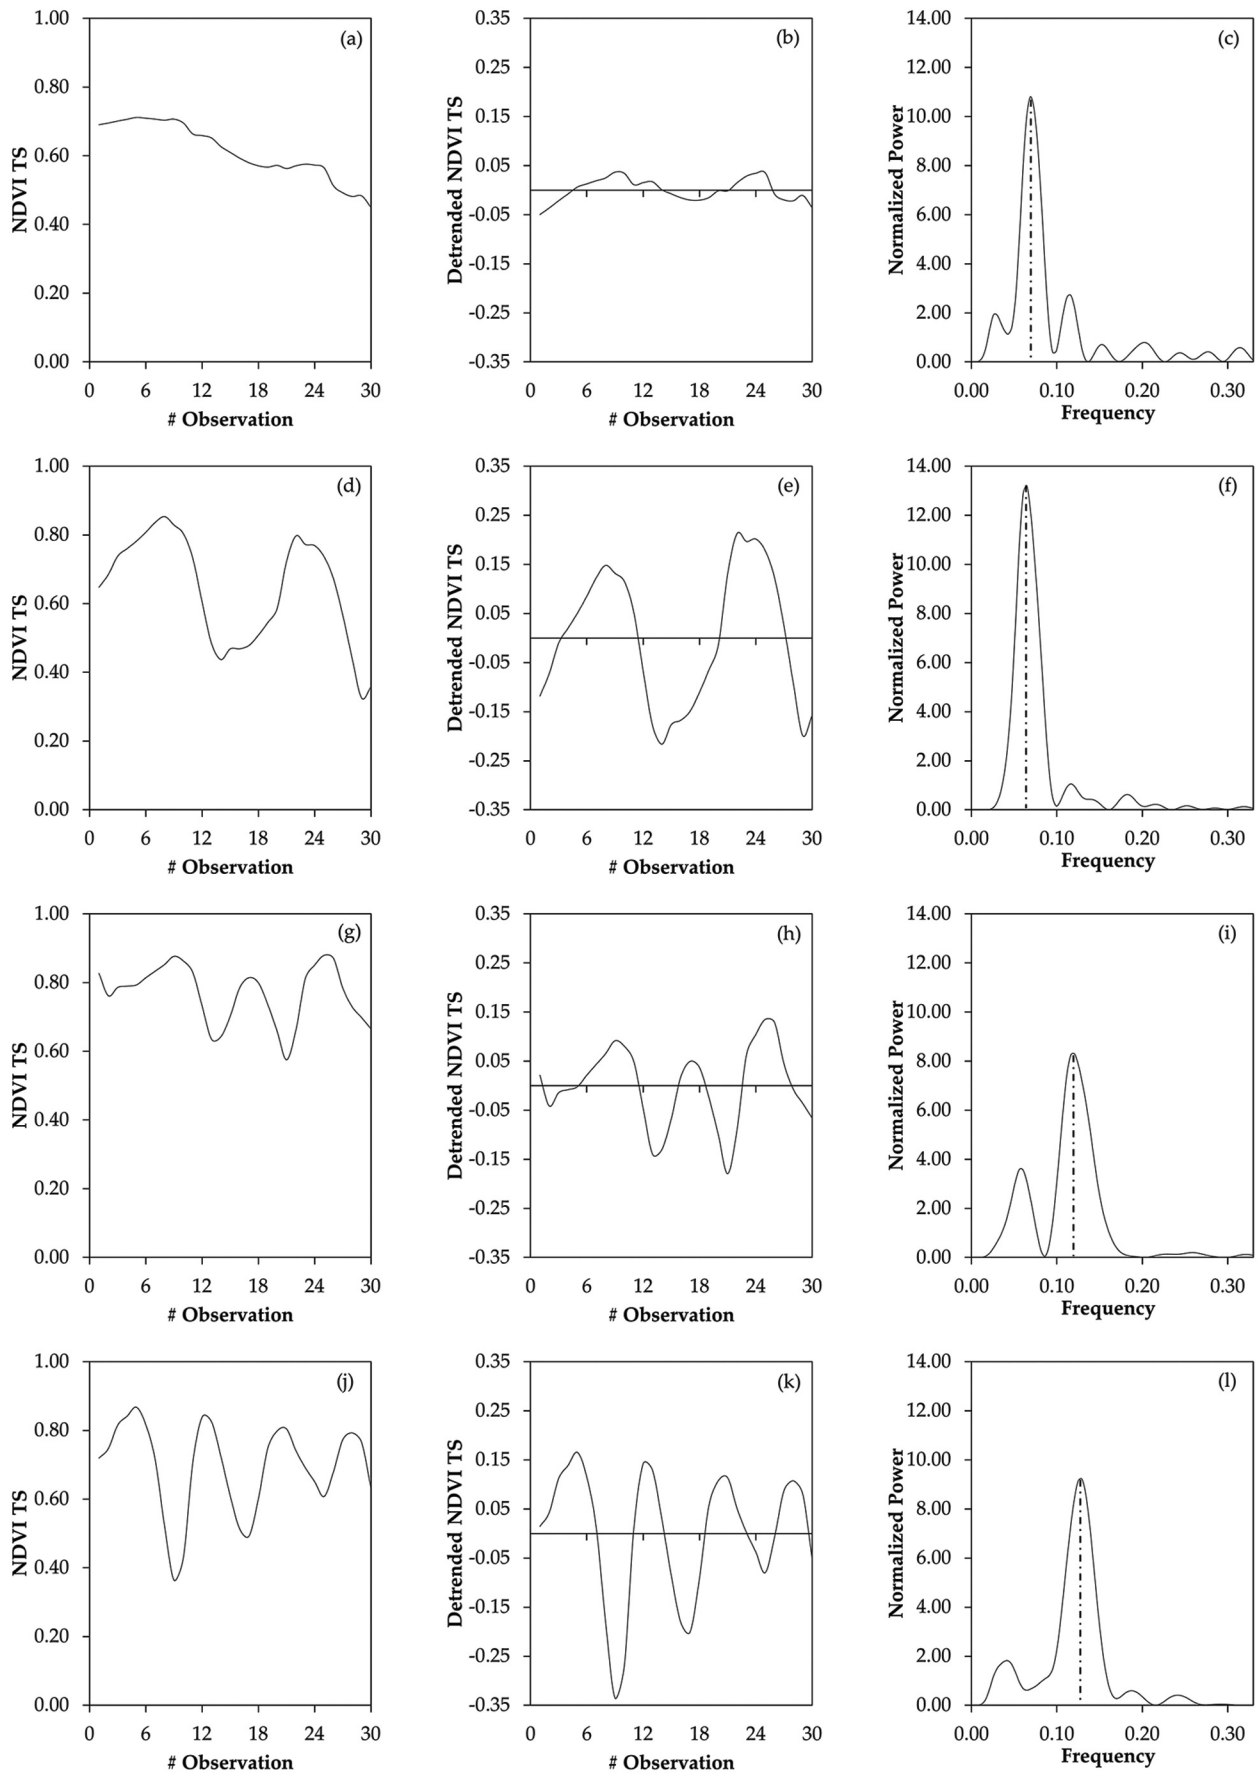 (a)
NDVI TS
1.00
0.80
0.60
0.40
0.20
0.00
0 6 12 18 24 30
# Observation
(b)
Detrended NDVI TS
0.35
0.25
0.15
0.05
-0.05
-0.15
-0.25
-0.35
0 6 12 18 24 30
# Observation
(c)
Normalized Power
14.00
12.00
10.00
8.00
6.00
4.00
2.00
0.00
0.00 0.10 0.20 0.30
Frequency
(d)
NDVI TS
1.00
0.80
0.60
0.40
0.20
0.00
0 6 12 18 24 30
# Observation
(e)
Detrended NDVI TS
0.35
0.25
0.15
0.05
-0.05
-0.15
-0.25
-0.35
0 6 12 18 24 30
# Observation
(f)
Normalized Power
14.00
12.00
10.00
8.00
6.00
4.00
2.00
0.00
0.00 0.10 0.20 0.30
Frequency
(g)
NDVI TS
1.00
0.80
0.60
0.40
0.20
0.00
0 6 12 18 24 30
# Observation
(h)
Detrended NDVI TS
0.35
0.25
0.15
0.05
-0.05
-0.15
-0.25
-0.35
0 6 12 18 24 30
# Observation
(i)
Normalized Power
14.00
12.00
10.00
8.00
6.00
4.00
2.00
0.00
0.00 0.10 0.20 0.30
Frequency
(j)
NDVI TS
1.00
0.80
0.60
0.40
0.20
0.00
0 6 12 18 24 30
# Observation
(k)
Detrended NDVI TS
0.35
0.25
0.15
0.05
-0.05
-0.15
-0.25
-0.35
0 6 12 18 24 30
# Observation
(l)
Normalized Power
14.00
12.00
10.00
8.00
6.00
4.00
2.00
0.00
0.00 0.10 0.20 0.30
Frequency